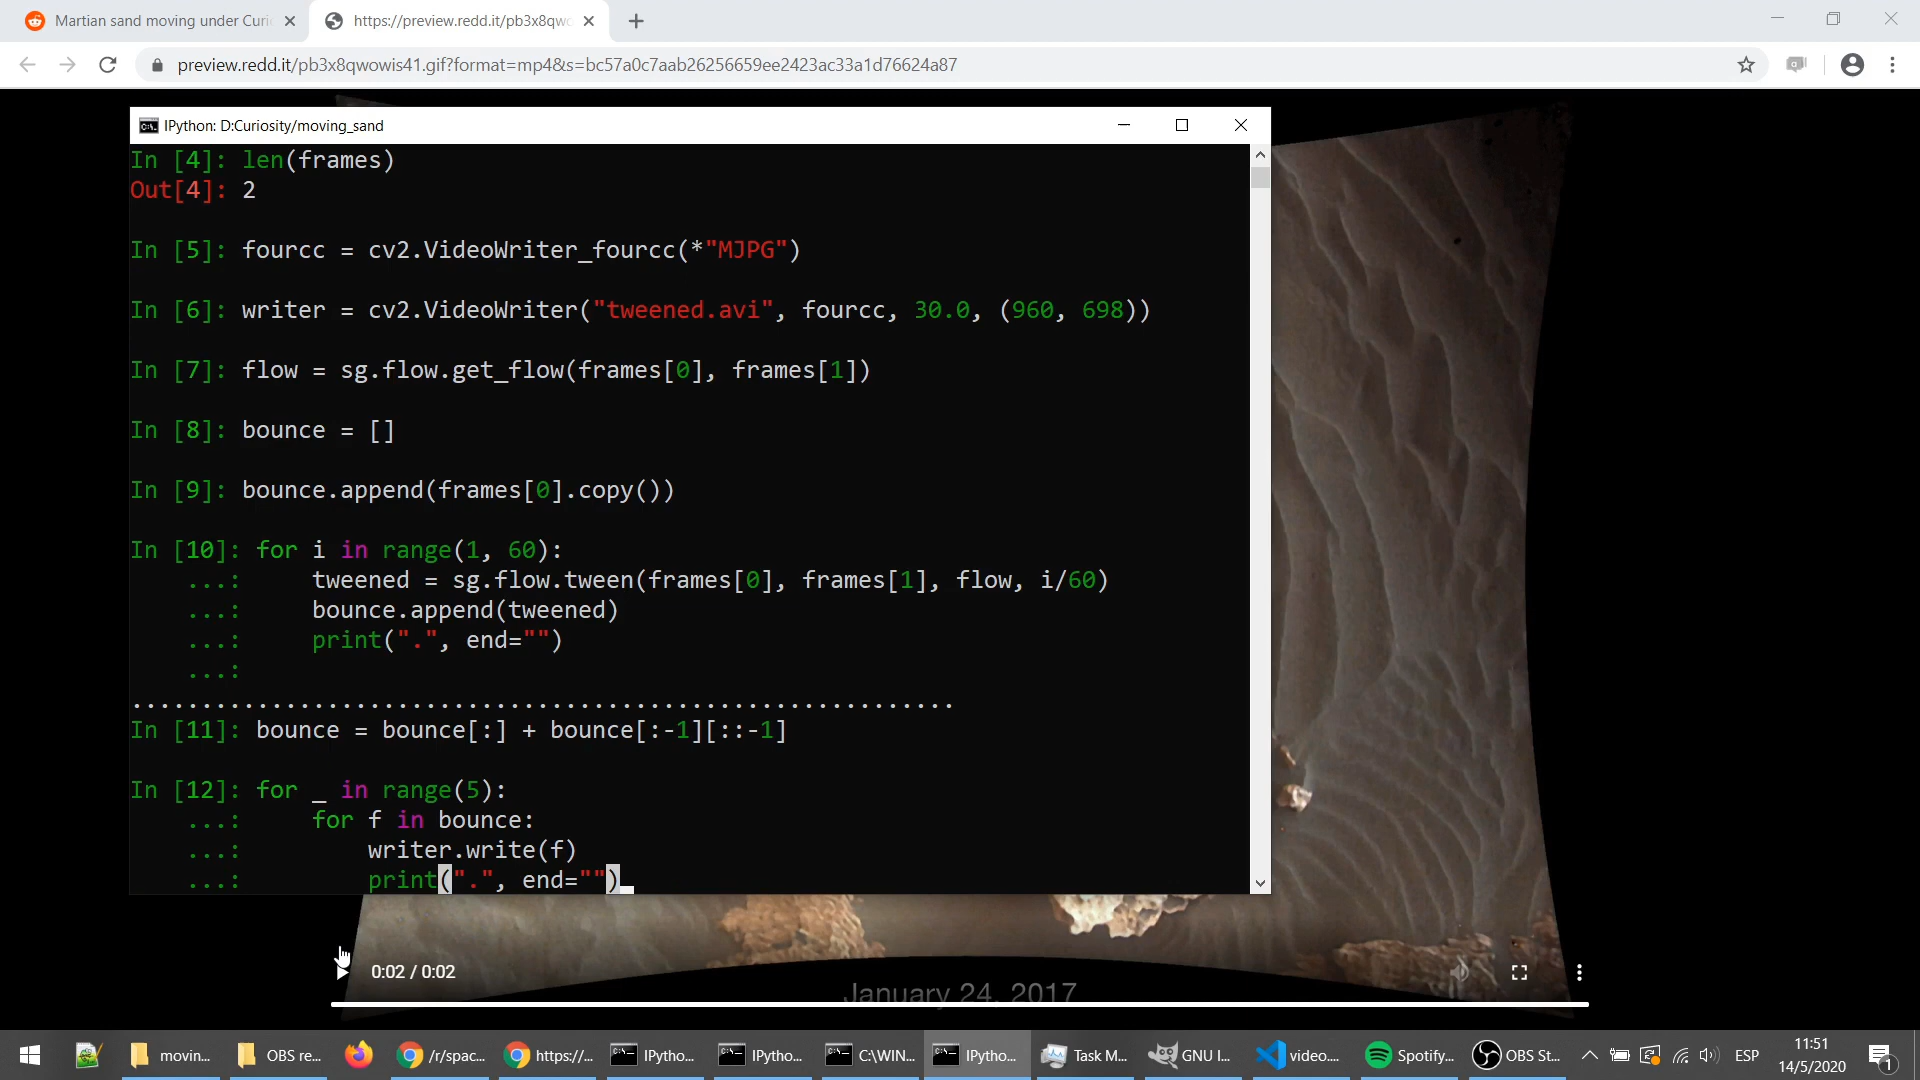 Martian sand moving under Curi
https://preview.redd.it/pb3x8qwo
preview.redd.it/pb3x8qwowis41.gif?format=mp4&s=bc57a0c7aab26256659ee2423ac33a1d76624a87
IPython: D:Curiosity/moving_sand
In [4]: len(frames)
Out[4]: 2
In [5]: fourcc = cv2.VideoWriter_fourcc(*"MJPG")
In [6]: writer = cv2.VideoWriter("tweened.avi", fourcc, 30.0, (960, 698))
In [7]: flow = sg.flow.get_flow(frames[0], frames[1])
In [8]: bounce = []
In [9]: bounce.append(frames[0].copy())
In [10]: for i in range(1, 60):
...: tweened = sg.flow.tween(frames[0], frames[1], flow, i/60)
...: bounce.append(tweened)
...: print(".", end="")
...:
...........................................................
In [11]: bounce = bounce[:] + bounce[:-1][::-1]
In [12]: for _ in range(5):
...: for f in bounce:
...: writer.write(f)
...: print(".", end="")
0:02 / 0:02
January 24, 2017
movin...
OBS re...
/r/spac...
https://...
IPytho...
IPytho...
C:\WIN...
IPytho...
Task M...
GNU I...
video....
Spotify...
OBS St...
ESP
11:51
14/5/2020
1